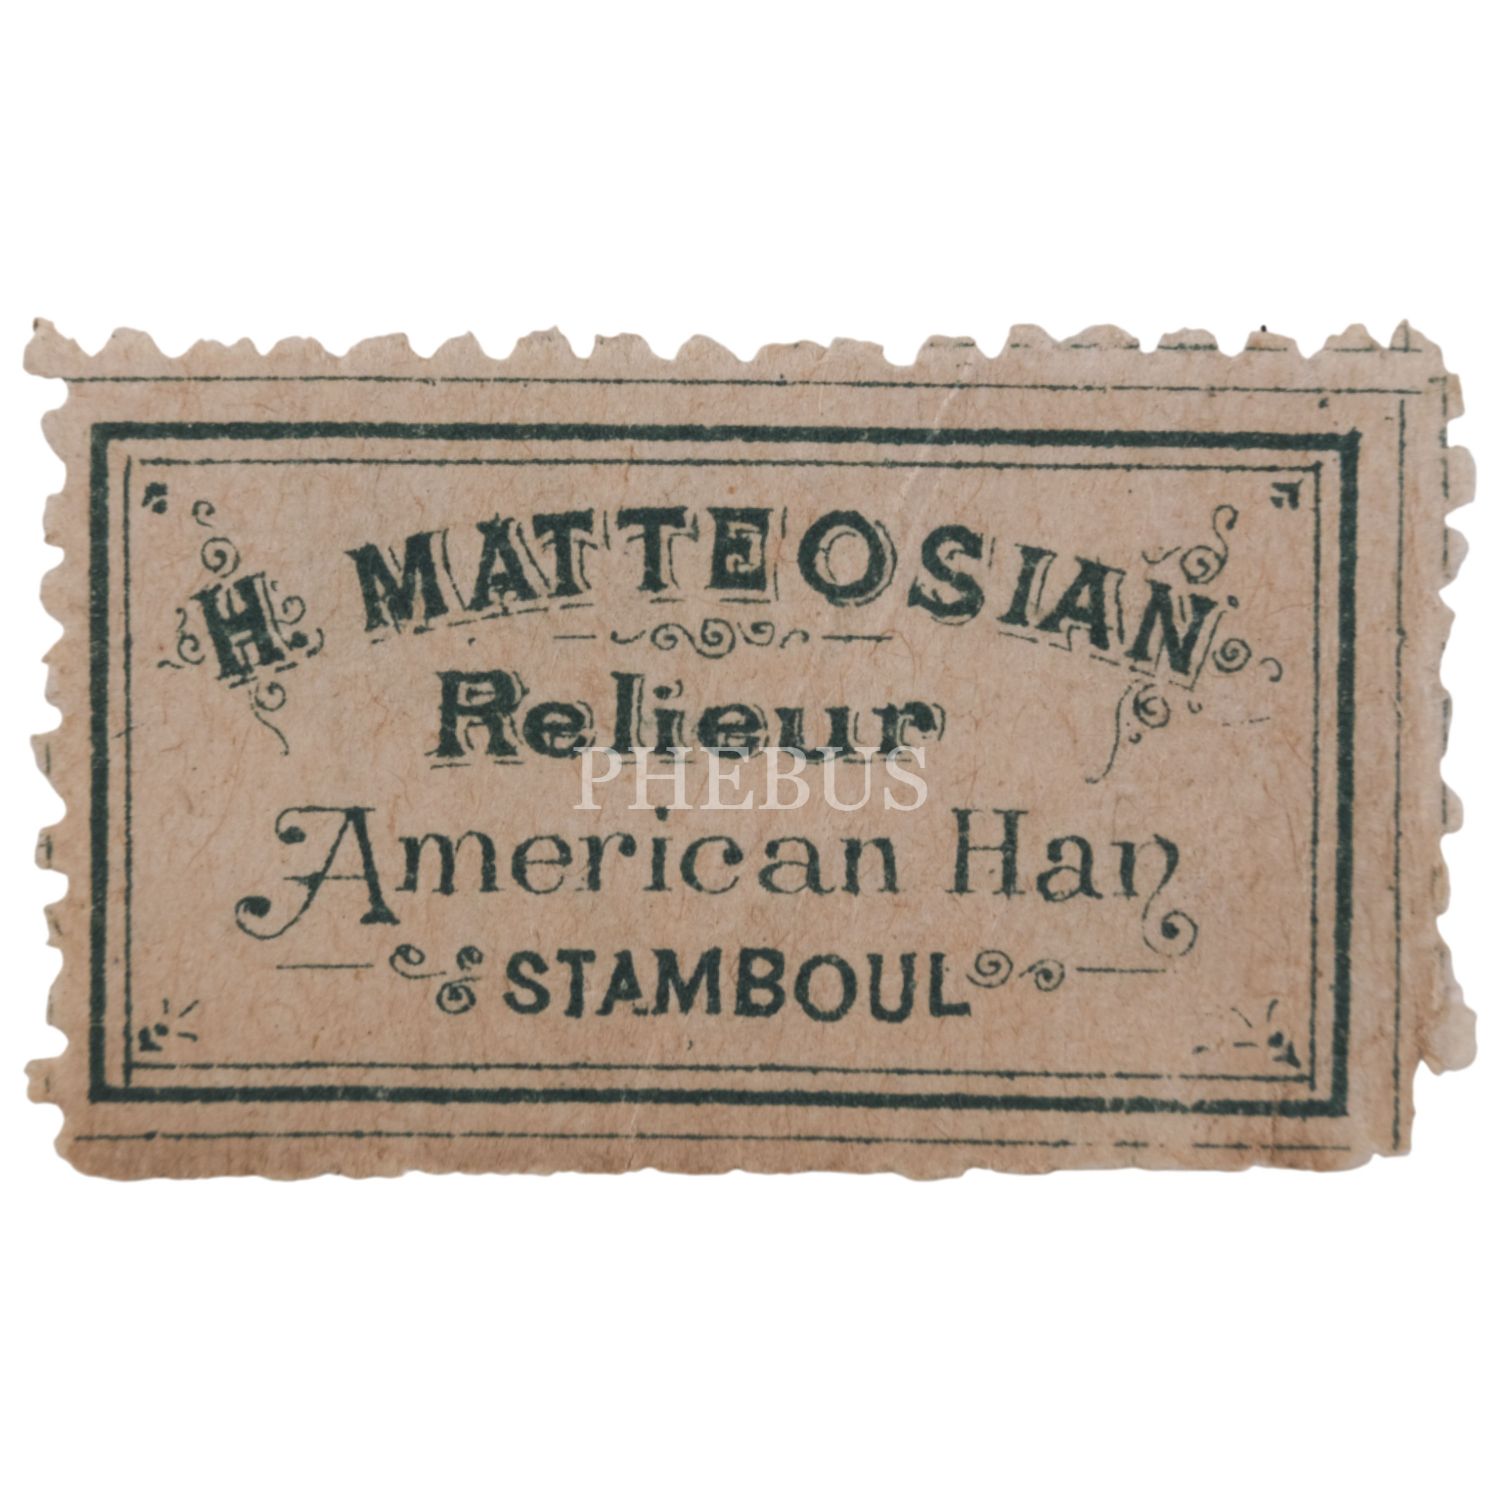 H. MATTEOSIAN
Relieur
PHEBUS
American Han
STAMBOUL